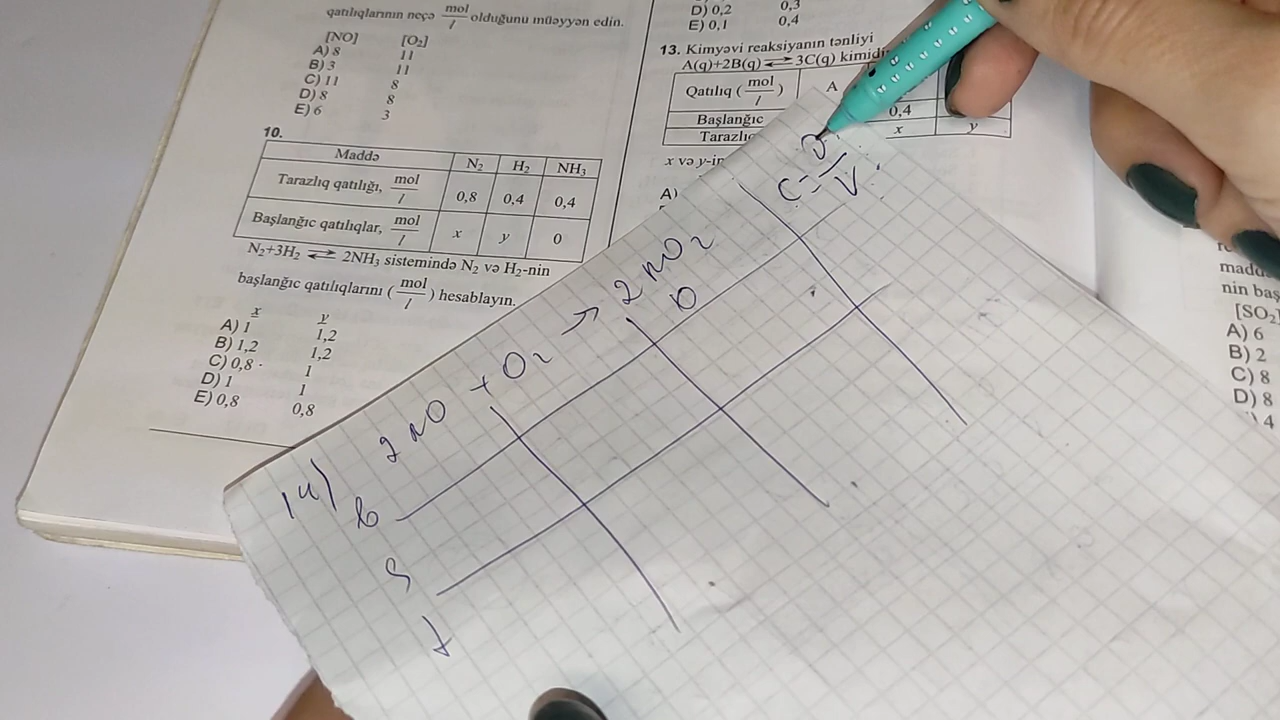 qatılıqlarının neçə mol/l olduğunu müəyyən edin.
[NO] [O₂]
A) 8 11
B) 3 11
C) 11 8
D) 8 8
E) 6 3
10.
Maddə N₂ H₂ NH₃
Tarazlıq qatılığı, mol/l 0,8 0,4 0,4
Başlanğıc qatılıqlar, mol/l x y 0
N₂+3H₂ ⇄ 2NH₃ sistemində N₂ və H₂-nin
başlanğıc qatılıqlarını (mol/l) hesablayın.
x y
A) 1 1,2
B) 1,2 1,2
C) 0,8 1
D) 1 1
E) 0,8 0,8
D) 0,2 0,3
E) 0,1 0,4
13. Kimyəvi reaksiyanın tənliyi
A(q)+2B(q) ⇄ 3C(q)
Qatılıq (mol/l) A
Başlanğıc 0,4
x y
x və
A)
14) 2NO + O₂ → 2NO₂
0
b
s
t
C = ν/V
nin
[SO₂]
A) 6
B) 2
C) 8
D) 8
4